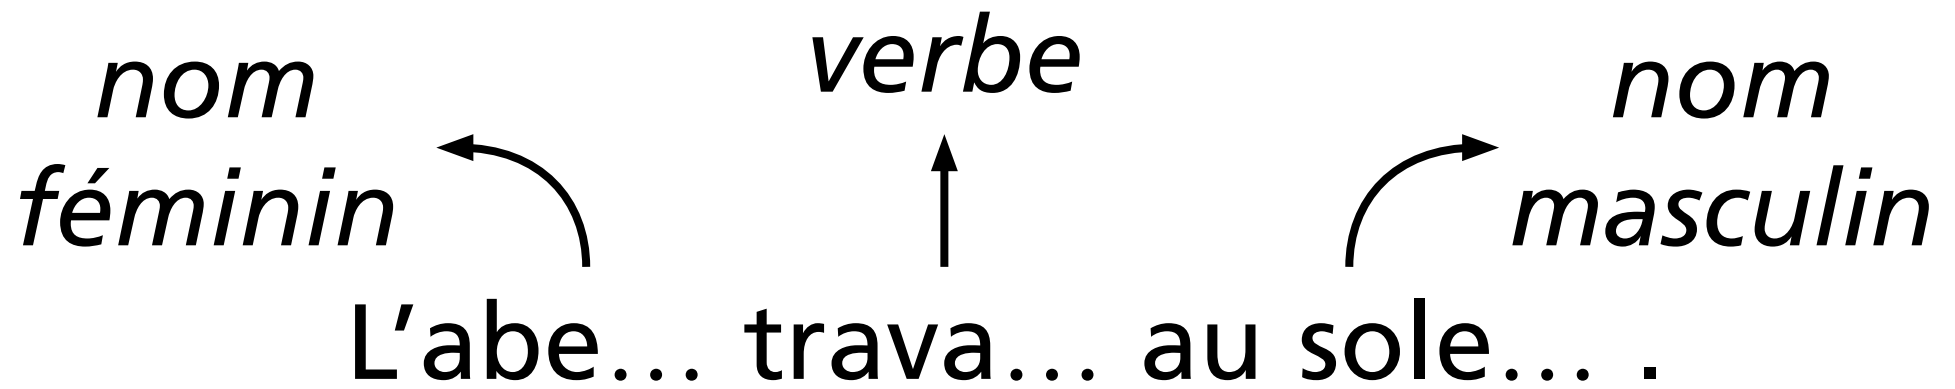 nom féminin
verbe
nom masculin
L'abe… trava… au sole… .